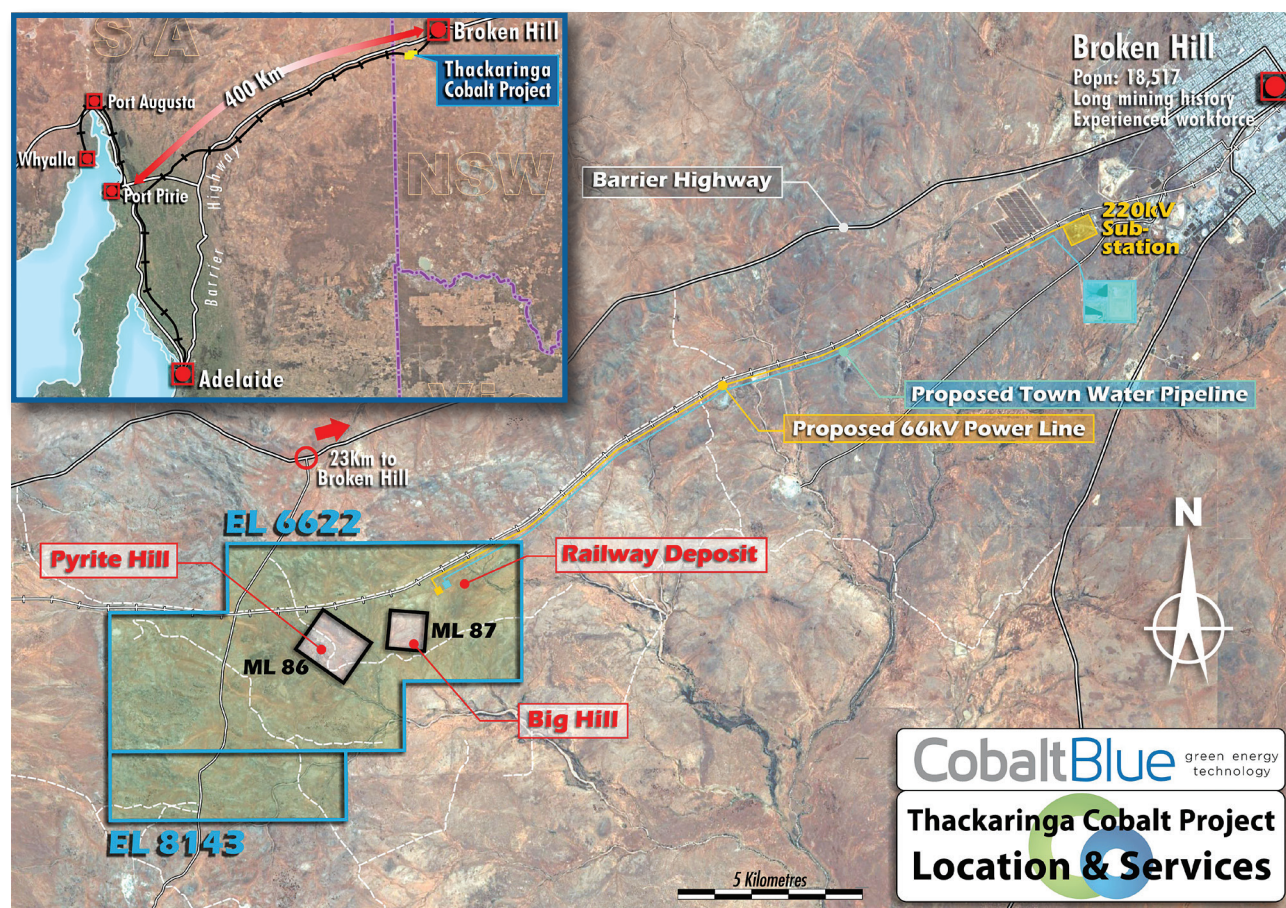 SA
Broken Hill
400 Km
Thackaringa
Cobalt Project
Port Augusta
Whyalla
Port Pirie
Barrier Highway
NSW
Adelaide
Broken Hill
Popn: 18,517
Long mining history
Experienced workforce
Barrier Highway
220kV
Sub-
station
Proposed Town Water Pipeline
Proposed 66kV Power Line
23Km to
Broken Hill
EL 6622
Pyrite Hill
Railway Deposit
ML 87
ML 86
Big Hill
EL 8143
N
CobaltBlue
green energy
technology
5 Kilometres
Thackaringa Cobalt Project
Location & Services